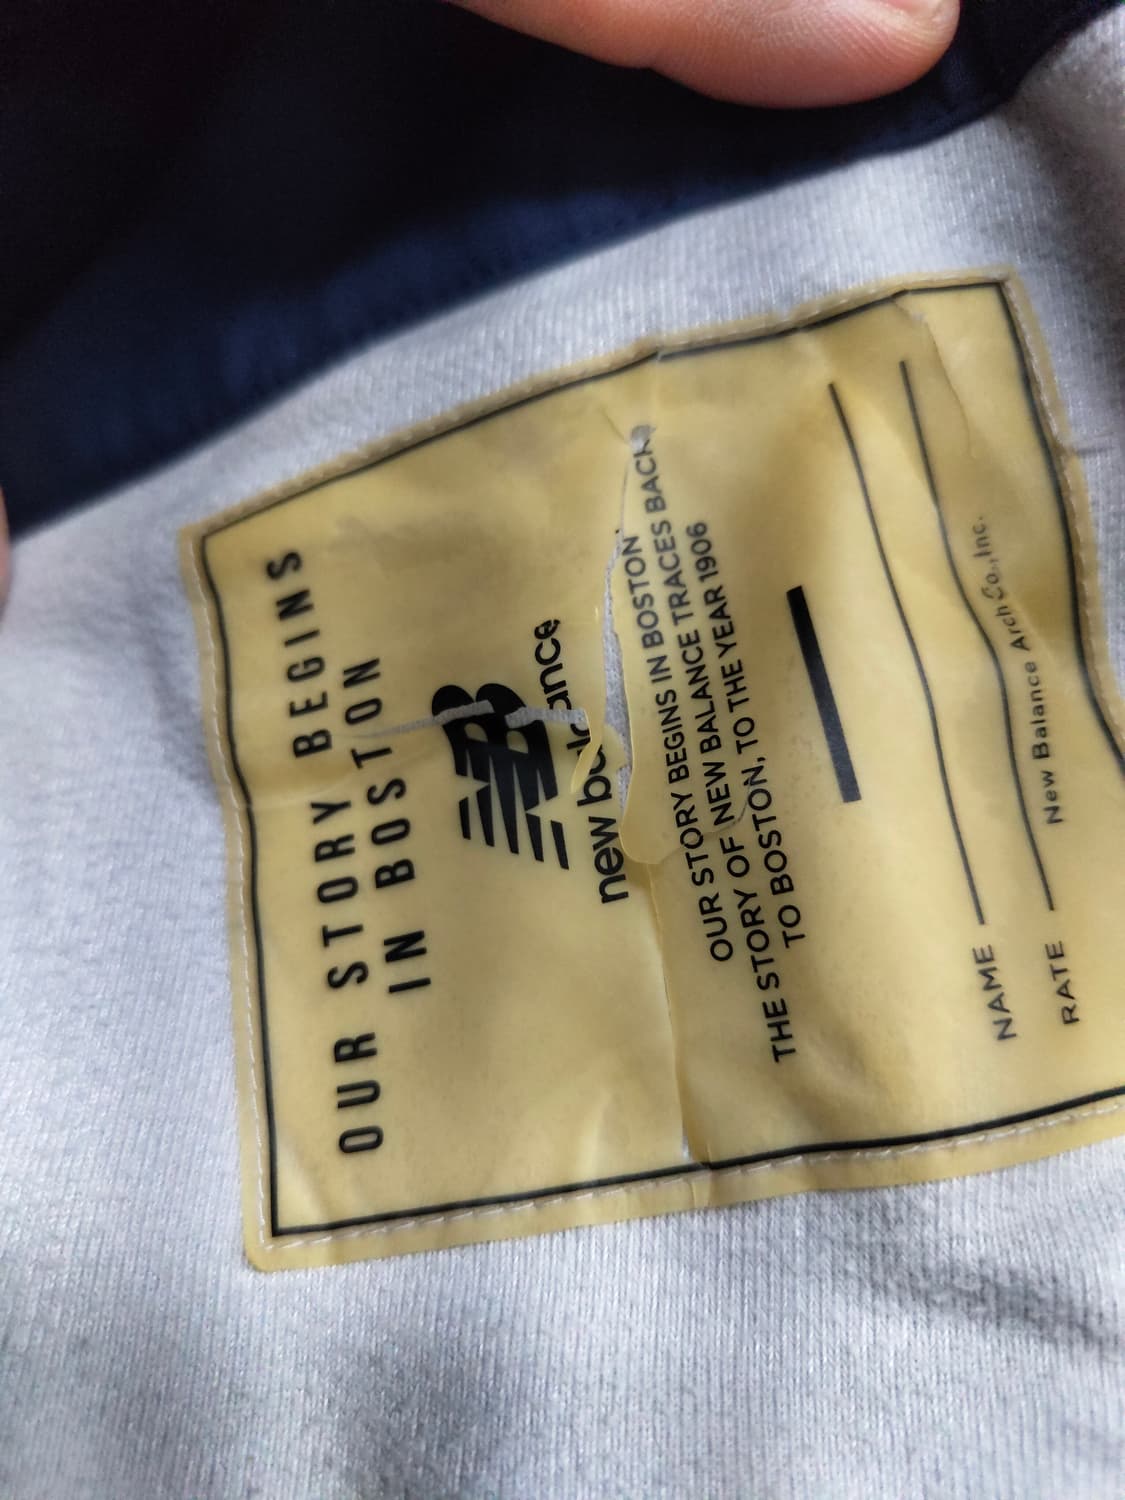 OUR STORY BEGINS
IN BOSTON
NB
new balance
OUR STORY BEGINS IN BOSTON
THE STORY OF NEW BALANCE TRACES BACK
TO BOSTON, TO THE YEAR 1906
NAME
RATE New Balance Arch Co., Inc.